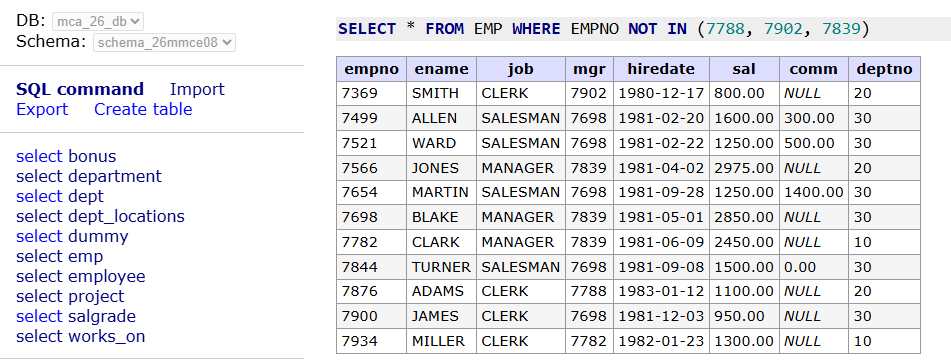 DB: mca_26_db
Schema: schema_26mmce08
SQL command Import
Export Create table
select bonus
select department
select dept
select dept_locations
select dummy
select emp
select employee
select project
select salgrade
select works_on
SELECT * FROM EMP WHERE EMPNO NOT IN (7788, 7902, 7839)
empno ename job mgr hiredate sal comm deptno
7369 SMITH CLERK 7902 1980-12-17 800.00 NULL 20
7499 ALLEN SALESMAN 7698 1981-02-20 1600.00 300.00 30
7521 WARD SALESMAN 7698 1981-02-22 1250.00 500.00 30
7566 JONES MANAGER 7839 1981-04-02 2975.00 NULL 20
7654 MARTIN SALESMAN 7698 1981-09-28 1250.00 1400.00 30
7698 BLAKE MANAGER 7839 1981-05-01 2850.00 NULL 30
7782 CLARK MANAGER 7839 1981-06-09 2450.00 NULL 10
7844 TURNER SALESMAN 7698 1981-09-08 1500.00 0.00 30
7876 ADAMS CLERK 7788 1983-01-12 1100.00 NULL 20
7900 JAMES CLERK 7698 1981-12-03 950.00 NULL 30
7934 MILLER CLERK 7782 1982-01-23 1300.00 NULL 10